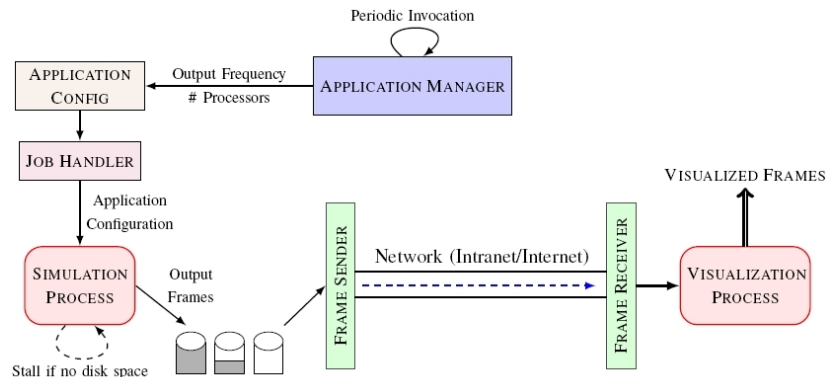 Periodic Invocation
APPLICATION
CONFIG
Output Frequency
# Processors
APPLICATION MANAGER
JOB HANDLER
Application
Configuration
VISUALIZED FRAMES
SIMULATION
PROCESS
Output
Frames
FRAME SENDER
Network (Intranet/Internet)
FRAME RECEIVER
VISUALIZATION
PROCESS
Stall if no disk space